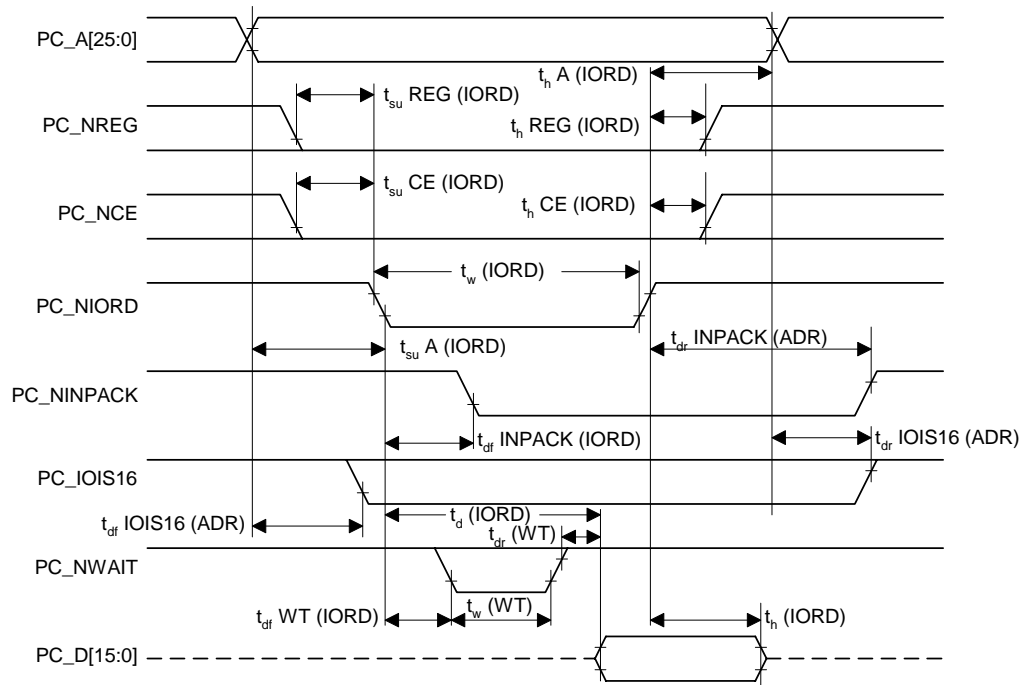 PC_A[25:0]
t_h A (IORD)
t_su REG (IORD)
PC_NREG
t_h REG (IORD)
t_su CE (IORD)
PC_NCE
t_h CE (IORD)
t_w (IORD)
PC_NIORD
t_dr INPACK (ADR)
t_su A (IORD)
PC_NINPACK
t_df INPACK (IORD)
t_dr IOIS16 (ADR)
PC_IOIS16
t_d (IORD)
t_df IOIS16 (ADR)
t_dr (WT)
PC_NWAIT
t_w (WT)
t_df WT (IORD)
t_h (IORD)
PC_D[15:0]